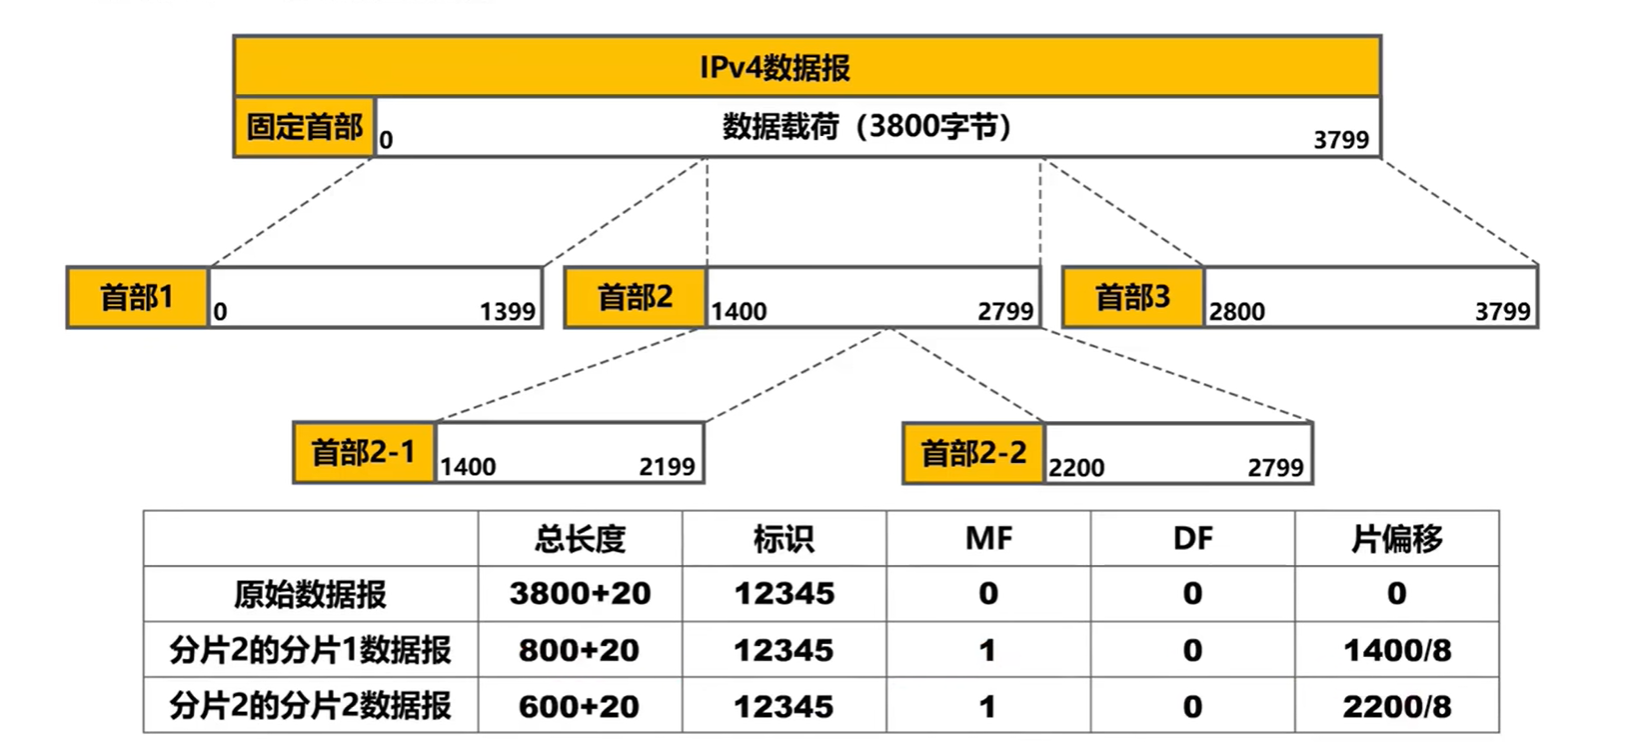 IPv4数据报
固定首部 0 数据载荷（3800字节） 3799
首部1 0 1399 首部2 1400 2799 首部3 2800 3799
首部2-1 1400 2199 首部2-2 2200 2799
总长度 标识 MF DF 片偏移
原始数据报 3800+20 12345 0 0 0
分片2的分片1数据报 800+20 12345 1 0 1400/8
分片2的分片2数据报 600+20 12345 1 0 2200/8